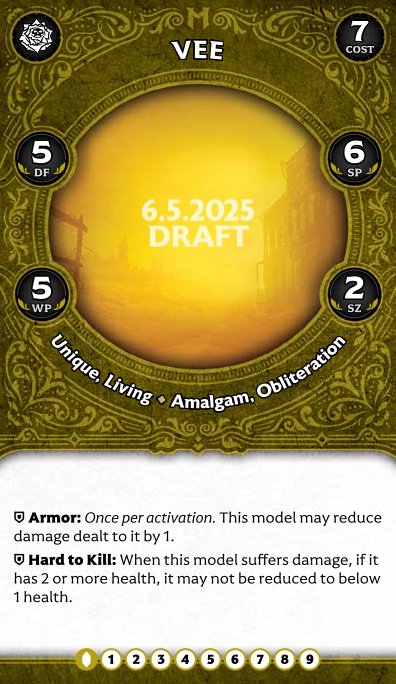 M
VEE
7
COST
5
DF
6
SP
6.5.2025
DRAFT
5
WP
2
SZ
Unique, Living ◆ Amalgam, Obliteration
Armor: Once per activation. This model may reduce
damage dealt to it by 1.
Hard to Kill: When this model suffers damage, if it
has 2 or more health, it may not be reduced to below
1 health.
1 2 3 4 5 6 7 8 9